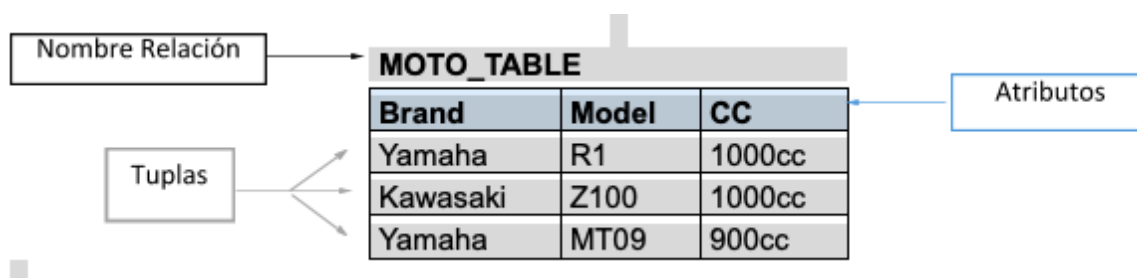 Nombre Relación
MOTO_TABLE
Atributos
Brand Model CC
Yamaha R1 1000cc
Tuplas
Kawasaki Z100 1000cc
Yamaha MT09 900cc